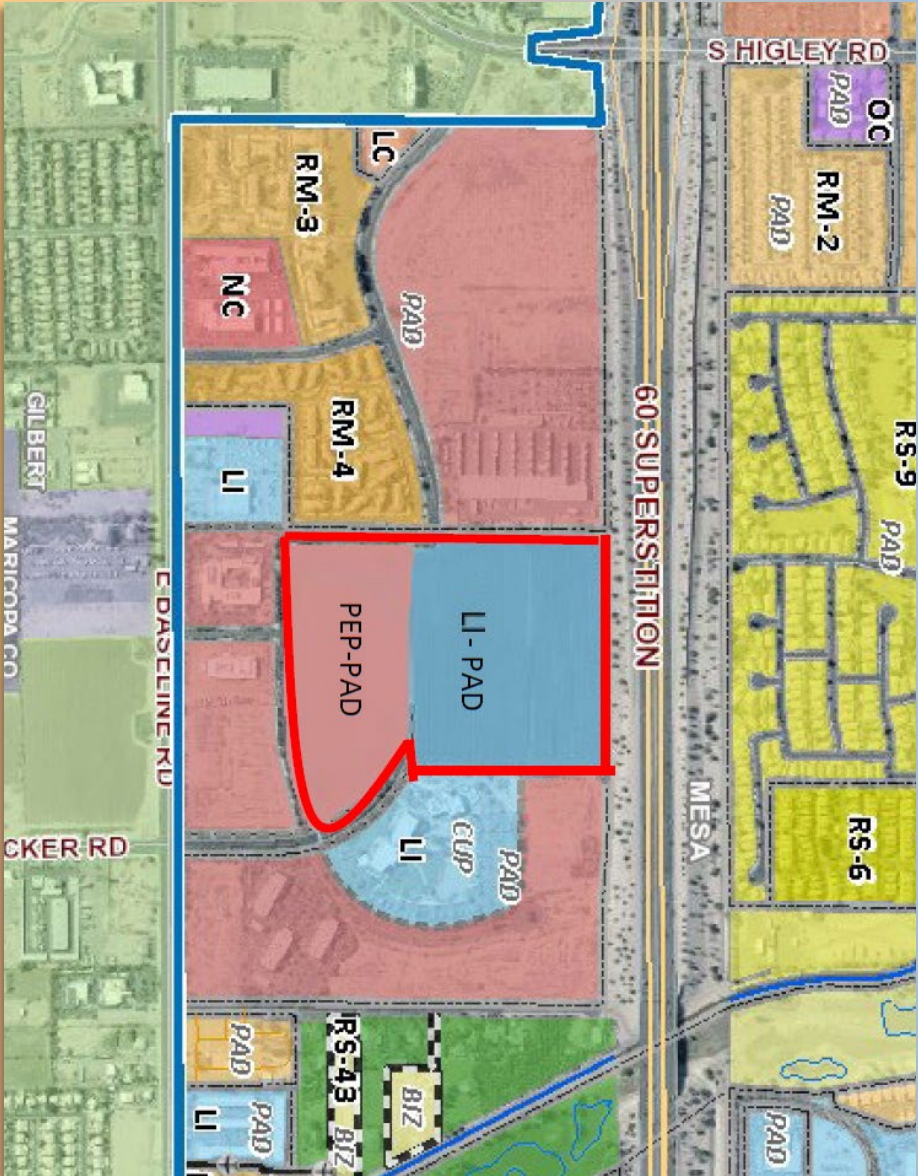 S HIGLEY RD
OC
PAD
LC
RM-3
RM-2
PAD
NC
PAD
60 SUPERSTITION
RM-4
GILBERT
RS-9
LI
PAD
MARICOPA CO
E BASELINE RD
PEP-PAD
LI - PAD
MESA
CKER RD
LI
CUP
PAD
RS-6
PAD
RS-43
BIZ
LI
PAD
BIZ
PAD